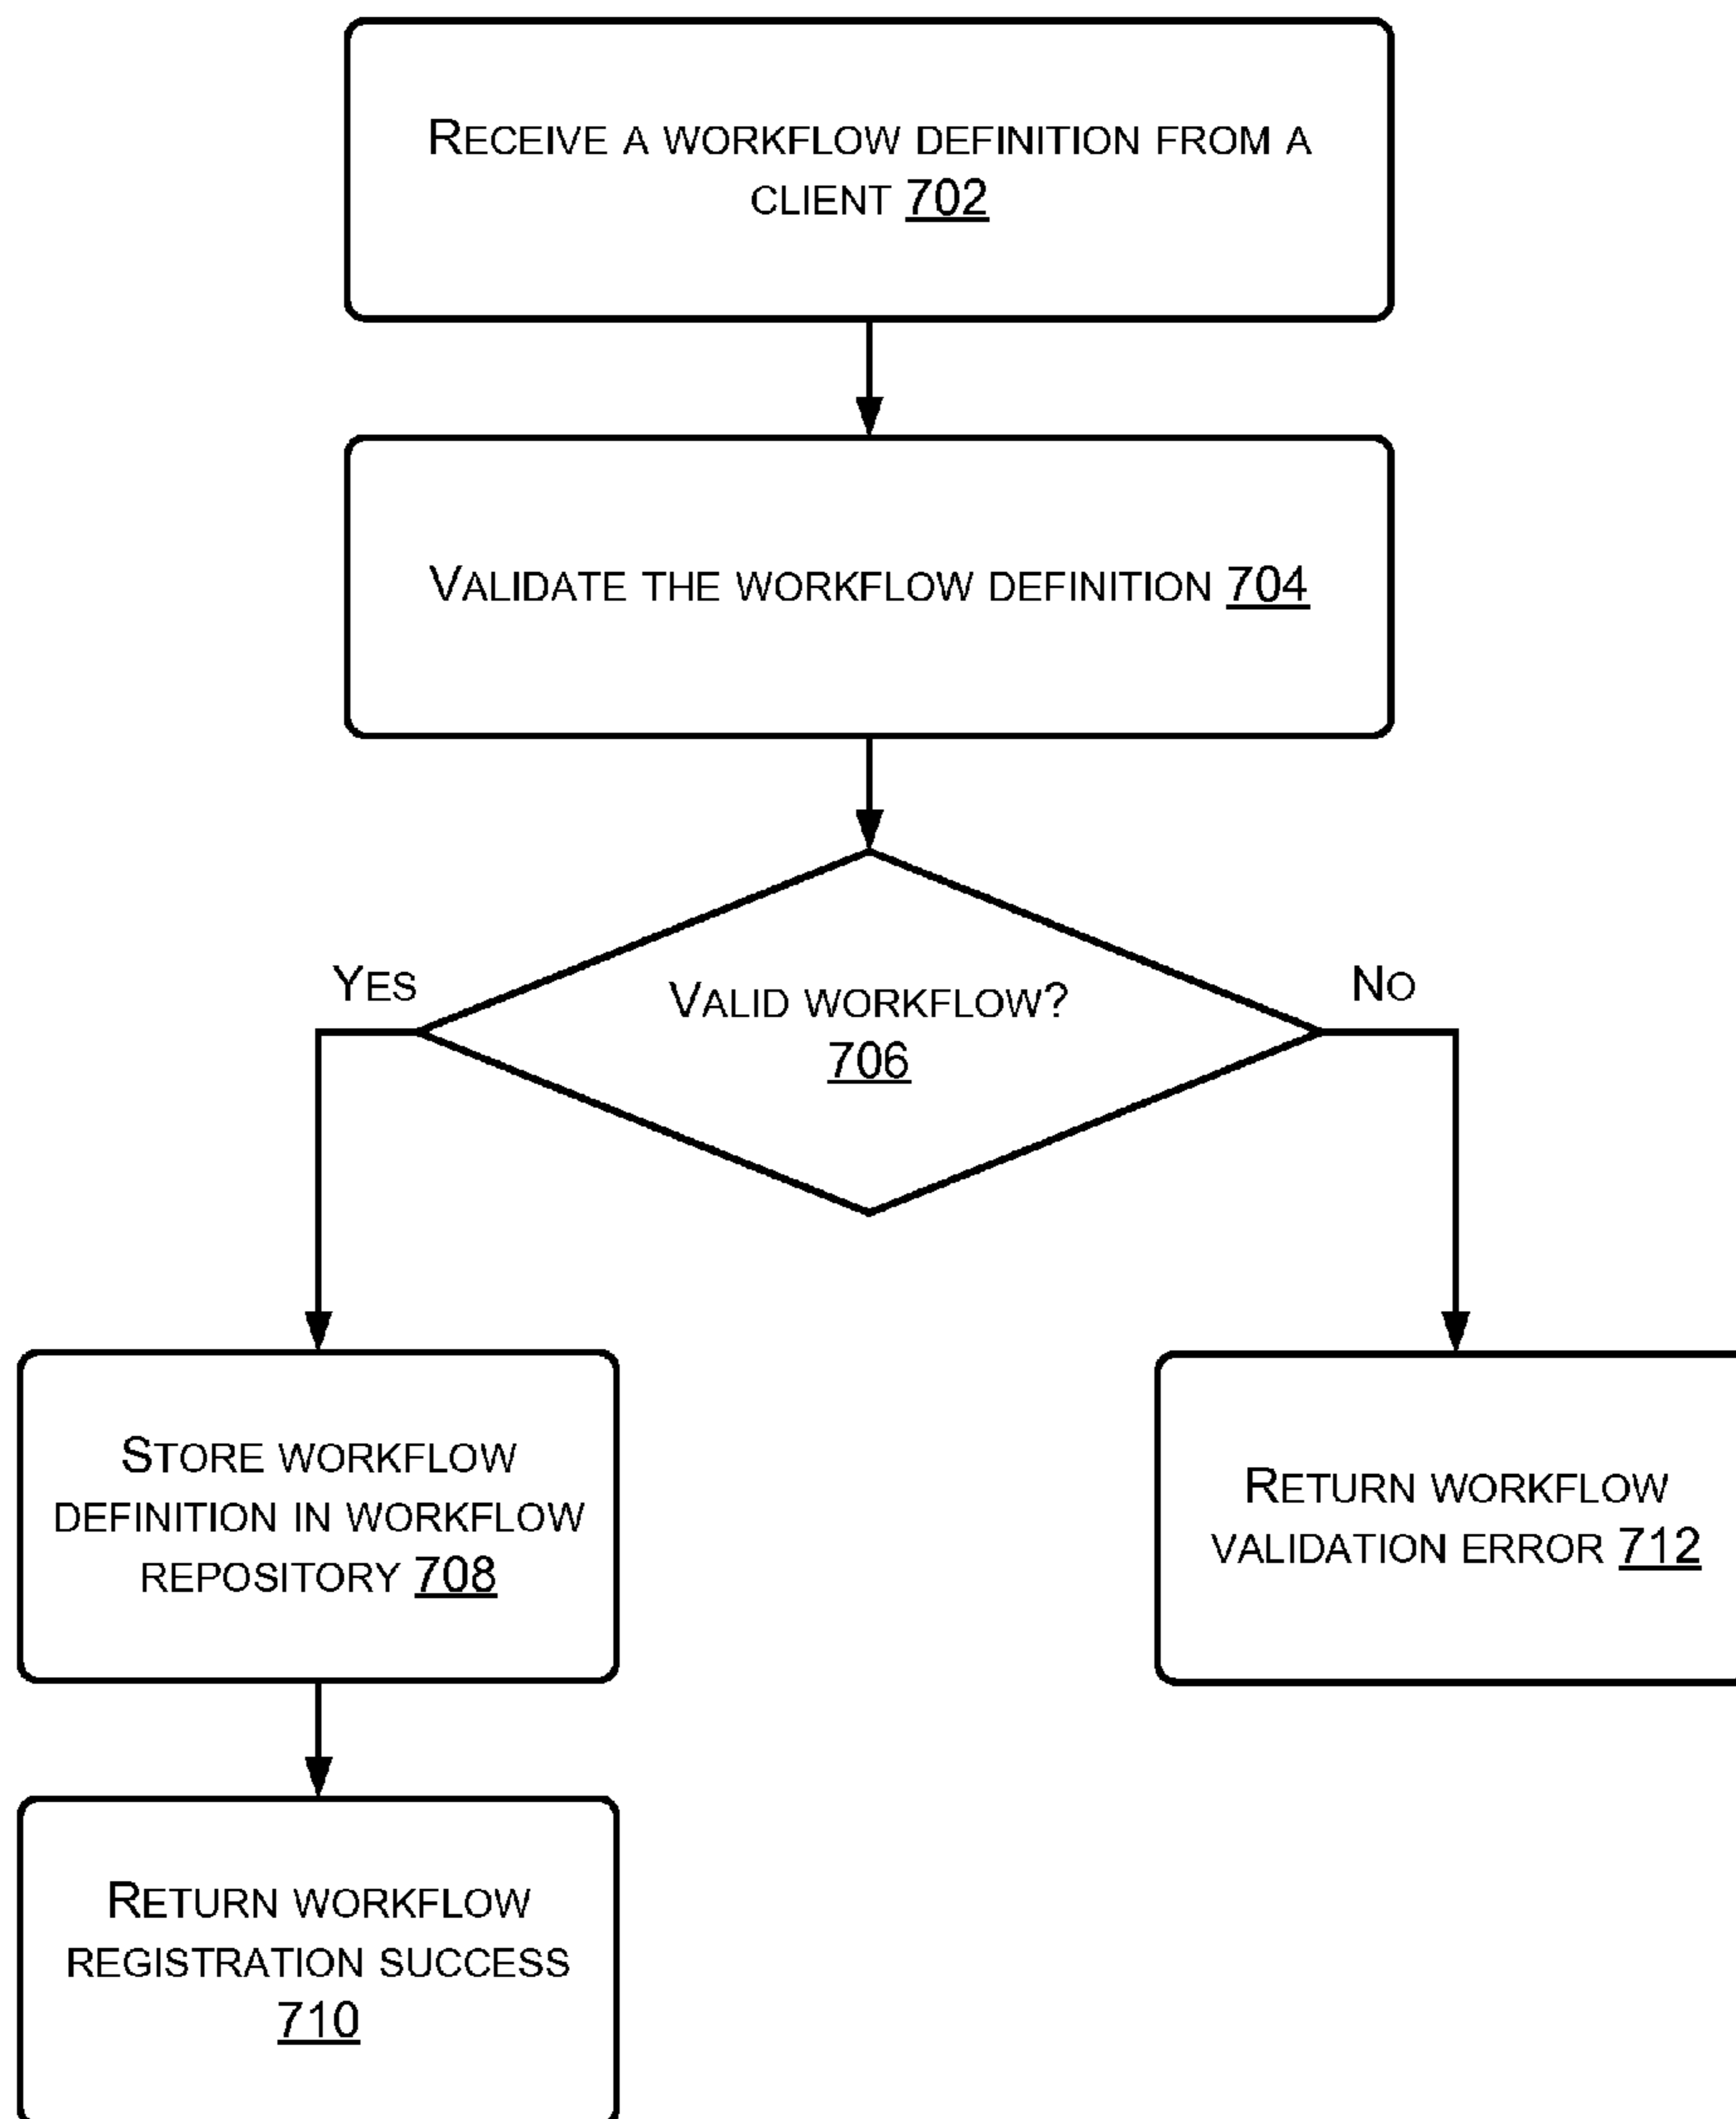 RECEIVE A WORKFLOW DEFINITION FROM A
CLIENT 702
VALIDATE THE WORKFLOW DEFINITION 704
YES
VALID WORKFLOW?
706
NO
STORE WORKFLOW
DEFINITION IN WORKFLOW
REPOSITORY 708
RETURN WORKFLOW
VALIDATION ERROR 712
RETURN WORKFLOW
REGISTRATION SUCCESS
710